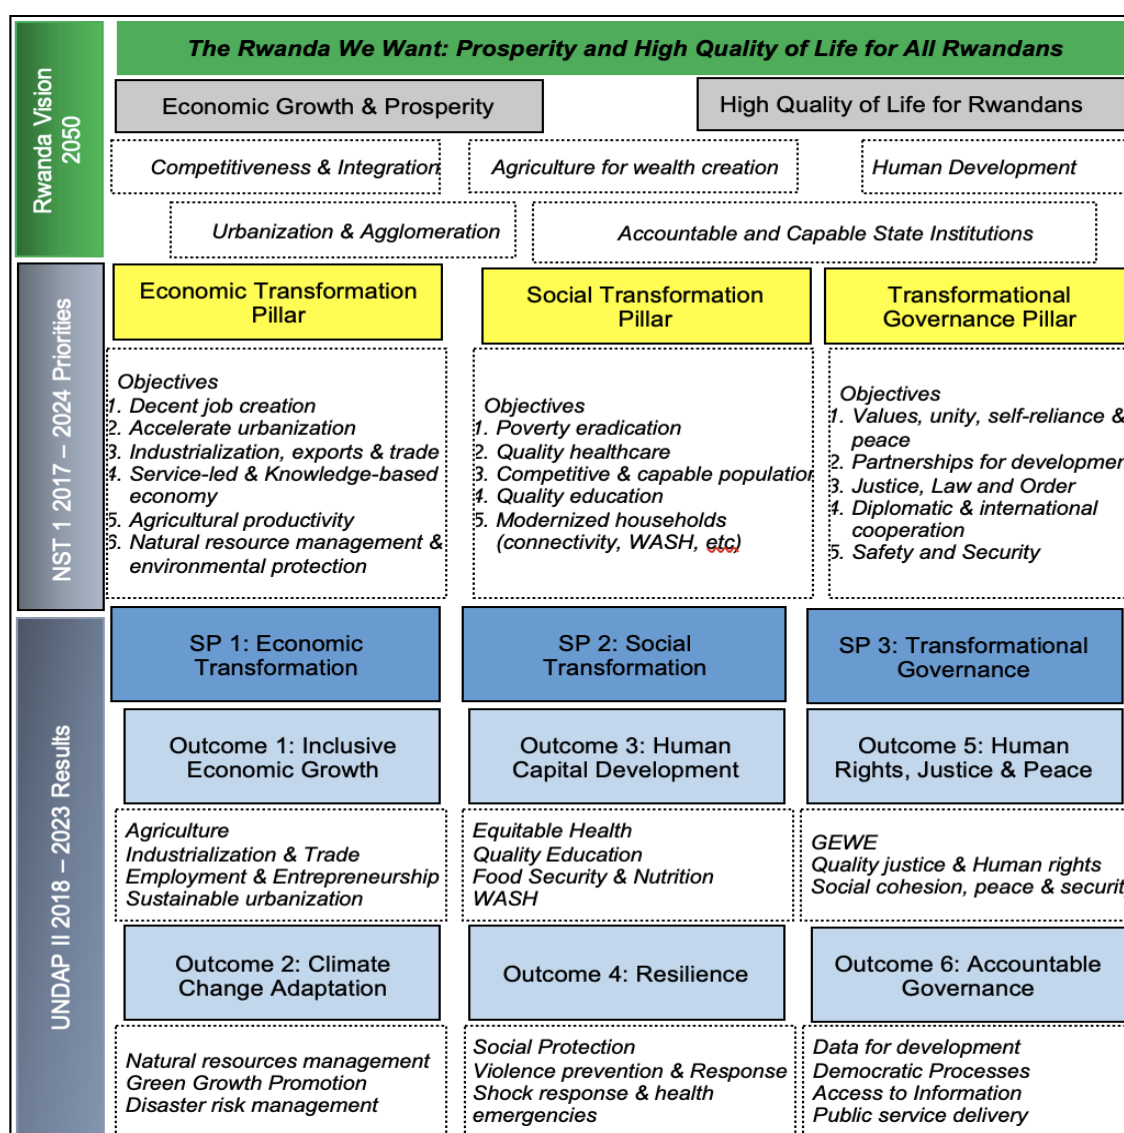 Rwanda Vision
2050
The Rwanda We Want: Prosperity and High Quality of Life for All Rwandans
Economic Growth & Prosperity
High Quality of Life for Rwandans
Competitiveness & Integration
Agriculture for wealth creation
Human Development
Urbanization & Agglomeration
Accountable and Capable State Institutions
NST 1 2017 – 2024 Priorities
Economic Transformation
Pillar
Objectives
1. Decent job creation
2. Accelerate urbanization
3. Industrialization, exports & trade
4. Service-led & Knowledge-based
economy
5. Agricultural productivity
6. Natural resource management &
environmental protection
Social Transformation
Pillar
Objectives
1. Poverty eradication
2. Quality healthcare
3. Competitive & capable population
4. Quality education
5. Modernized households
(connectivity, WASH, etc)
Transformational
Governance Pillar
Objectives
1. Values, unity, self-reliance &
peace
2. Partnerships for developmen
3. Justice, Law and Order
4. Diplomatic & international
cooperation
5. Safety and Security
UNDAP II 2018 – 2023 Results
SP 1: Economic
Transformation
Outcome 1: Inclusive
Economic Growth
Agriculture
Industrialization & Trade
Employment & Entrepreneurship
Sustainable urbanization
Outcome 2: Climate
Change Adaptation
Natural resources management
Green Growth Promotion
Disaster risk management
SP 2: Social
Transformation
Outcome 3: Human
Capital Development
Equitable Health
Quality Education
Food Security & Nutrition
WASH
Outcome 4: Resilience
Social Protection
Violence prevention & Response
Shock response & health
emergencies
SP 3: Transformational
Governance
Outcome 5: Human
Rights, Justice & Peace
GEWE
Quality justice & Human rights
Social cohesion, peace & security
Outcome 6: Accountable
Governance
Data for development
Democratic Processes
Access to Information
Public service delivery